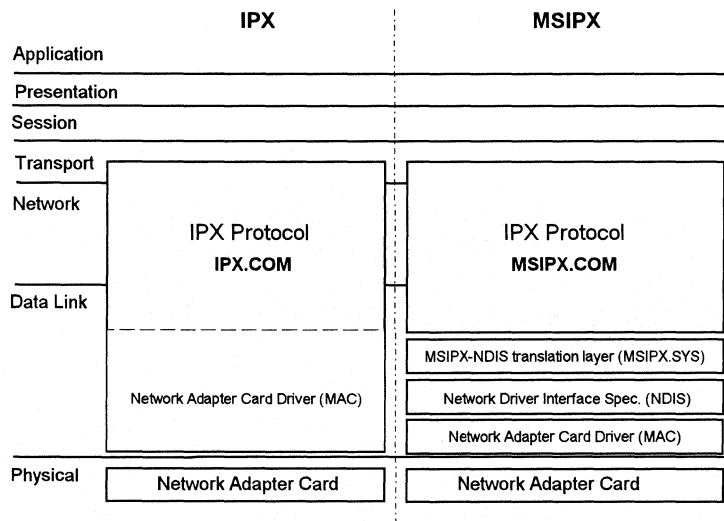 IPX
MSIPX
Application
Presentation
Session
Transport
Network
Data Link
Physical
IPX Protocol
IPX.COM
Network Adapter Card Driver (MAC)
Network Adapter Card
IPX Protocol
MSIPX.COM
MSIPX-NDIS translation layer (MSIPX.SYS)
Network Driver Interface Spec. (NDIS)
Network Adapter Card Driver (MAC)
Network Adapter Card